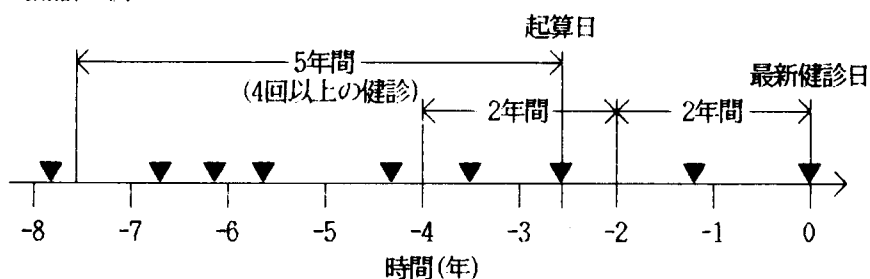 起算日
5年間
最新健診日
(4回以上の健診)
2年間
2年間
-8
-7
-6
-5
-4
-3
-2
-1
0
時間(年)